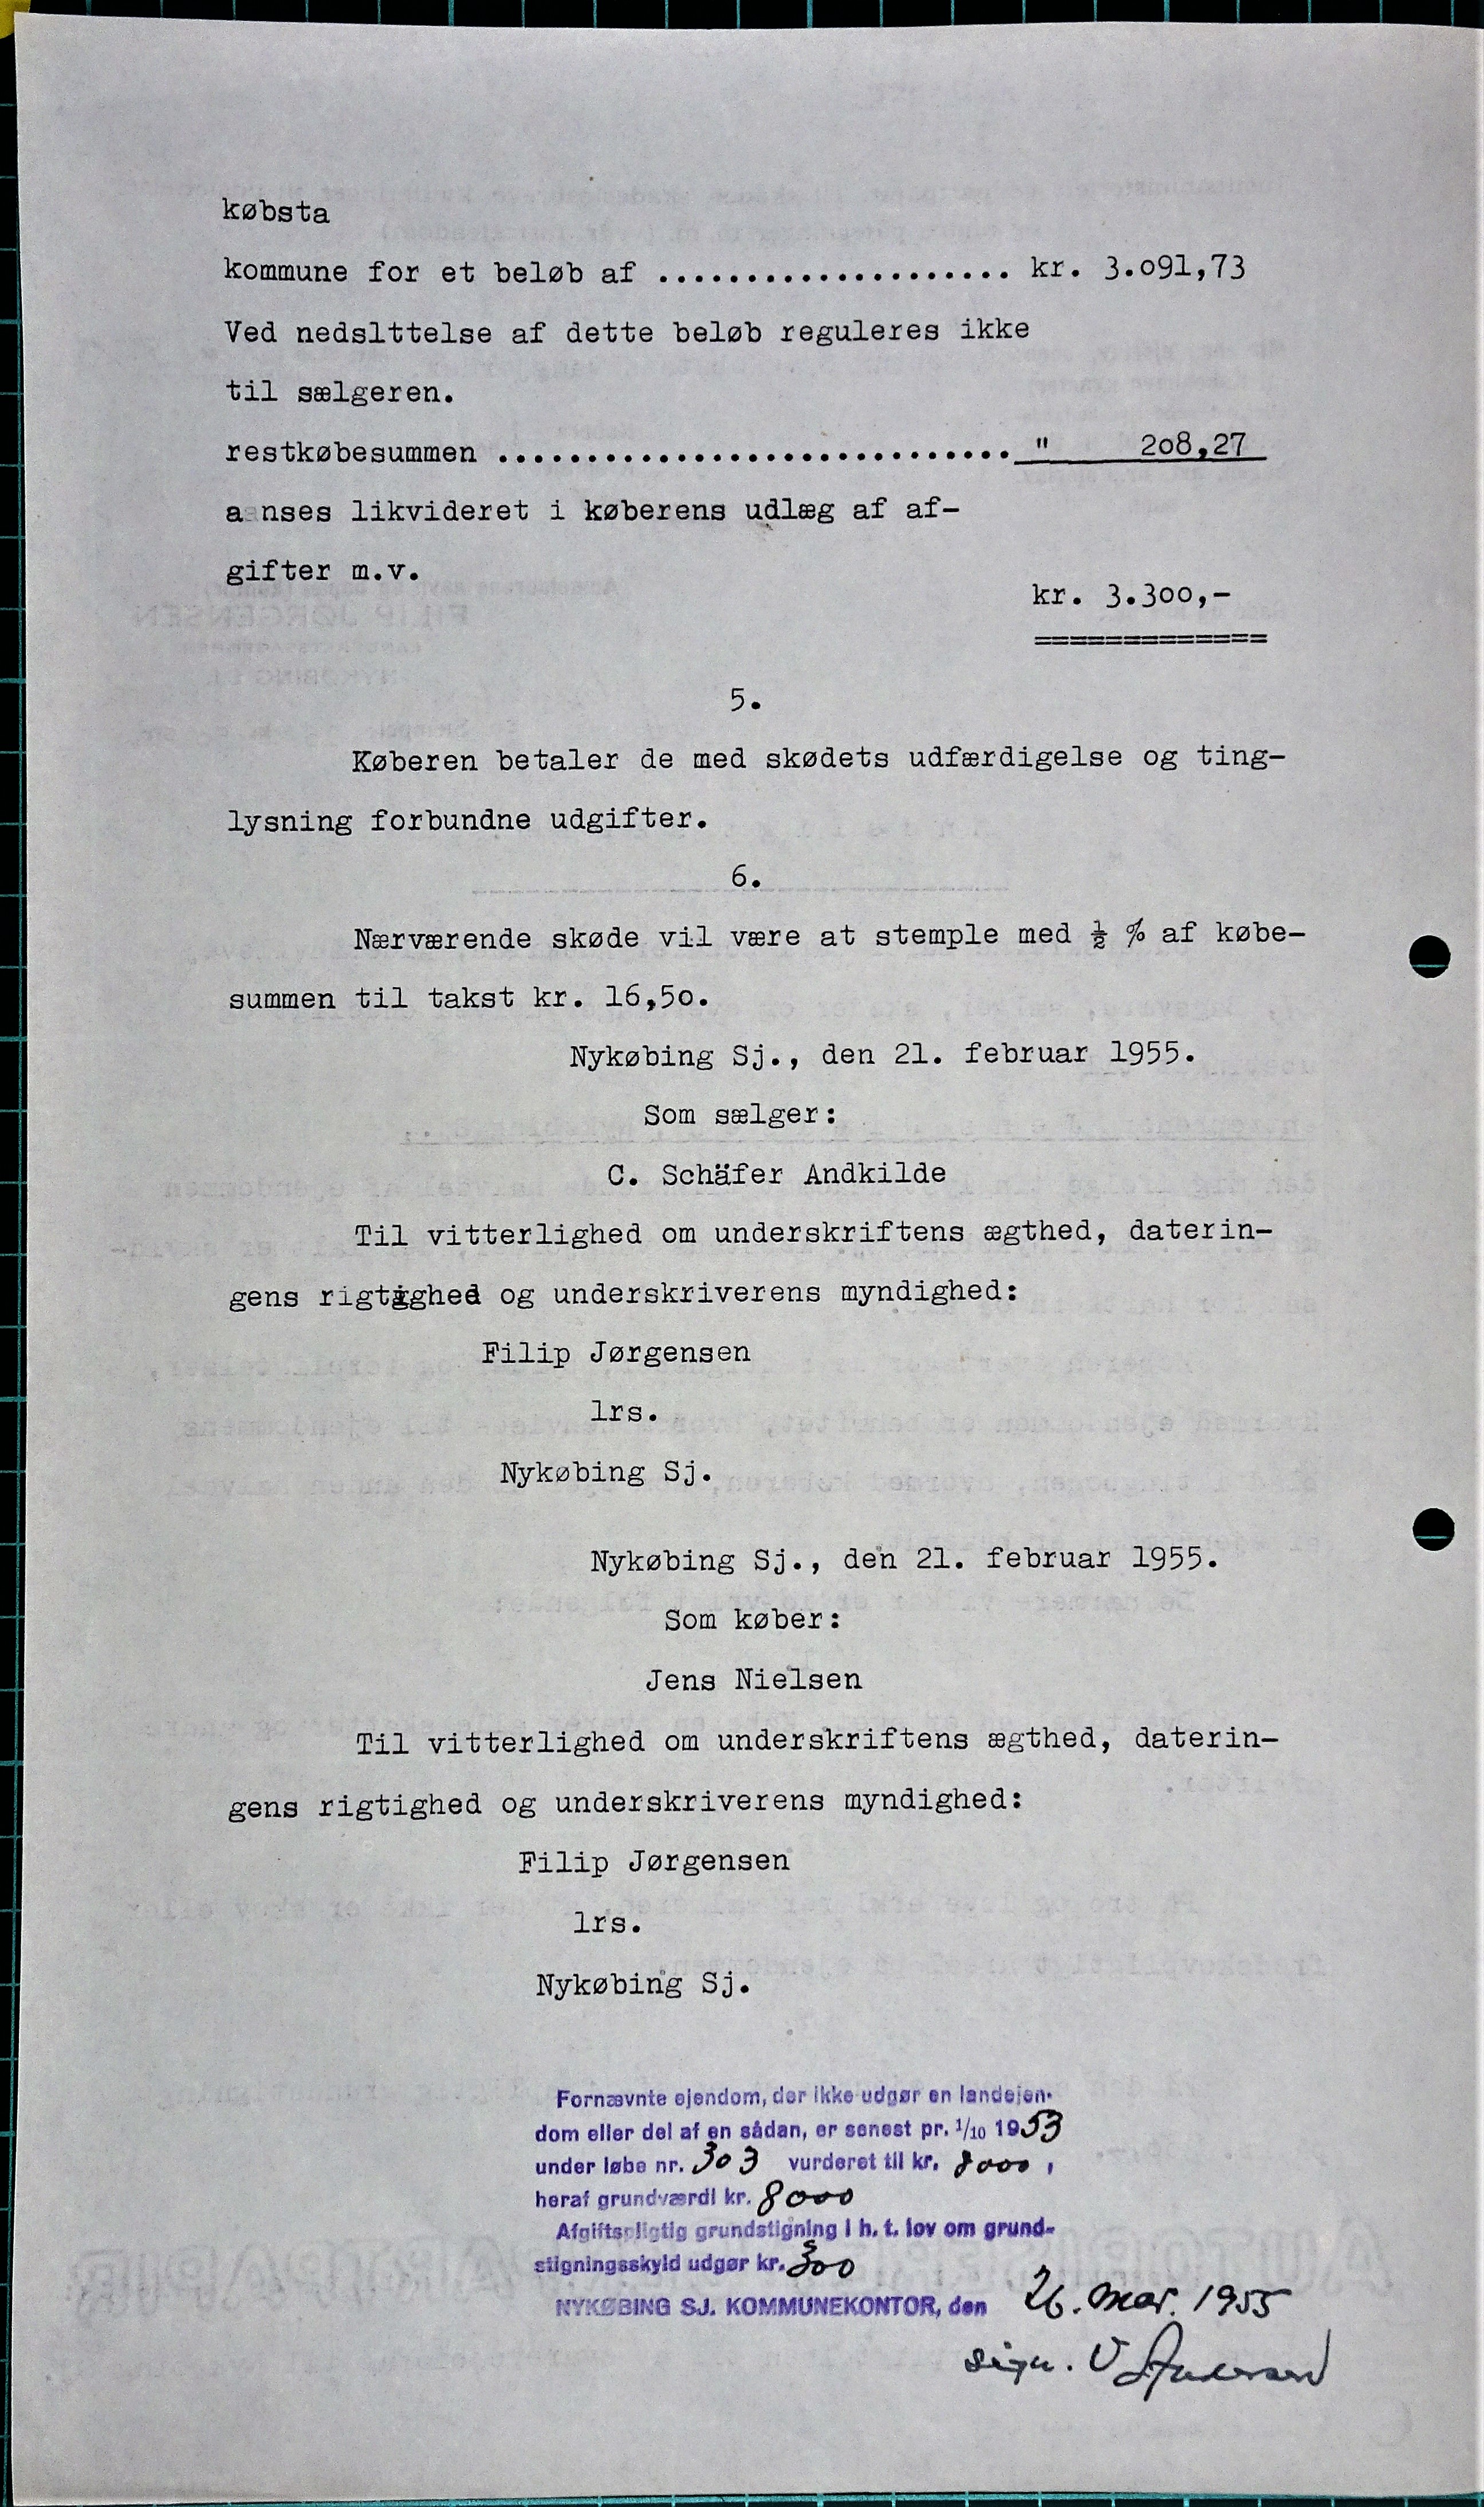 købsta
kommune for et beløb af .................... kr. 3.091,73
Ved nedslttelse af dette beløb reguleres ikke
til sælgeren.
restkøbesummen ............................. " 208,27
aanses likvideret i køberens udlæg af af-
gifter m.v.
kr. 3.300,-
=============
5.
Køberen betaler de med skødets udfærdigelse og ting-
lysning forbundne udgifter.
6.
Nærværende skøde vil være at stemple med ½ % af købe-
summen til takst kr. 16,50.
Nykøbing Sj., den 21. februar 1955.
Som sælger:
C. Schäfer Andkilde
Til vitterlighed om underskriftens ægthed, daterin-
gens rigtighed og underskriverens myndighed:
Filip Jørgensen
lrs.
Nykøbing Sj.
Nykøbing Sj., den 21. februar 1955.
Som køber:
Jens Nielsen
Til vitterlighed om underskriftens ægthed, daterin-
gens rigtighed og underskriverens myndighed:
Filip Jørgensen
lrs.
Nykøbing Sj.
Fornævnte ejendom, der ikke udgør en landejen-
dom eller del af en sådan, er senest pr. 1/10 1953
under løbe nr. 303 vurderet til kr. 8000,
heraf grundværdi kr. 8000
Afgiftspligtig grundstigning i h. t. lov om grund-
stigningsskyld udgør kr. 300
NYKØBING SJ. KOMMUNEKONTOR, den 26. mar. 1955
sign. V